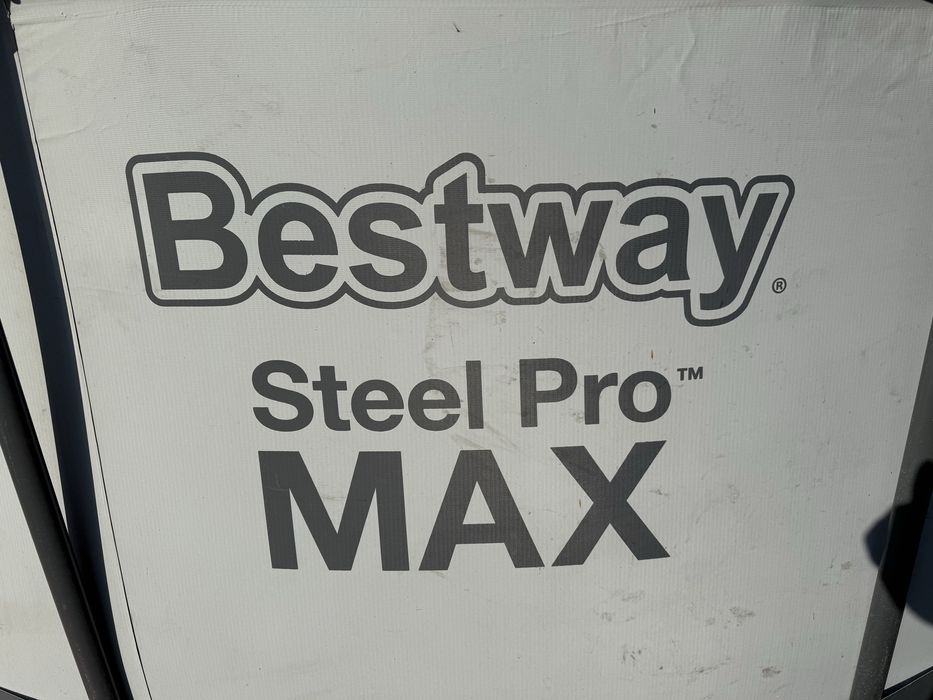 Bestway®
Steel Pro™
MAX